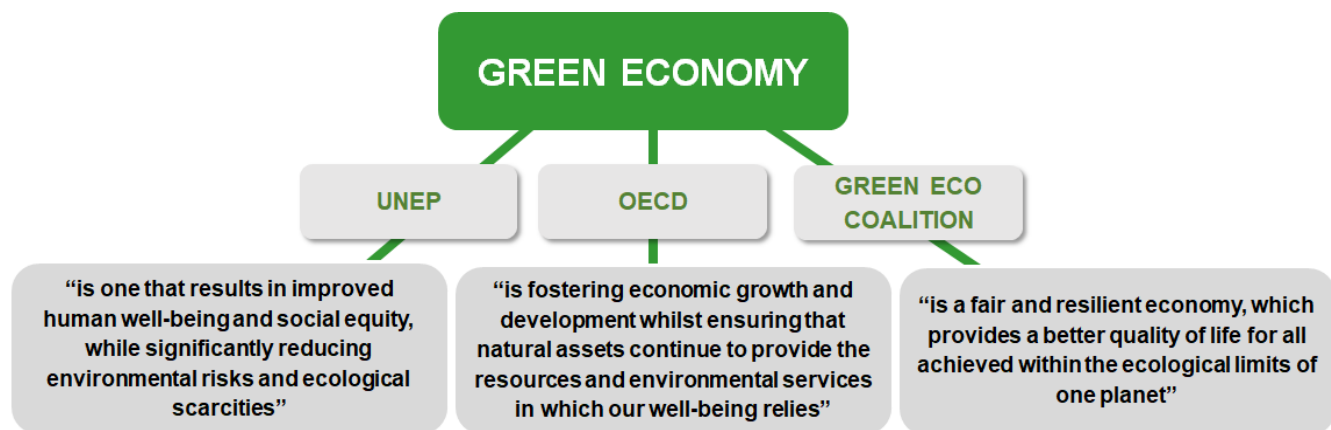 GREEN ECONOMY
UNEP
OECD
GREEN ECO
COALITION
“is one that results in improved
human well-being and social equity,
while significantly reducing
environmental risks and ecological
scarcities”
“is fostering economic growth and
development whilst ensuring that
natural assets continue to provide the
resources and environmental services
in which our well-being relies”
“is a fair and resilient economy, which
provides a better quality of life for all
achieved within the ecological limits of
one planet”